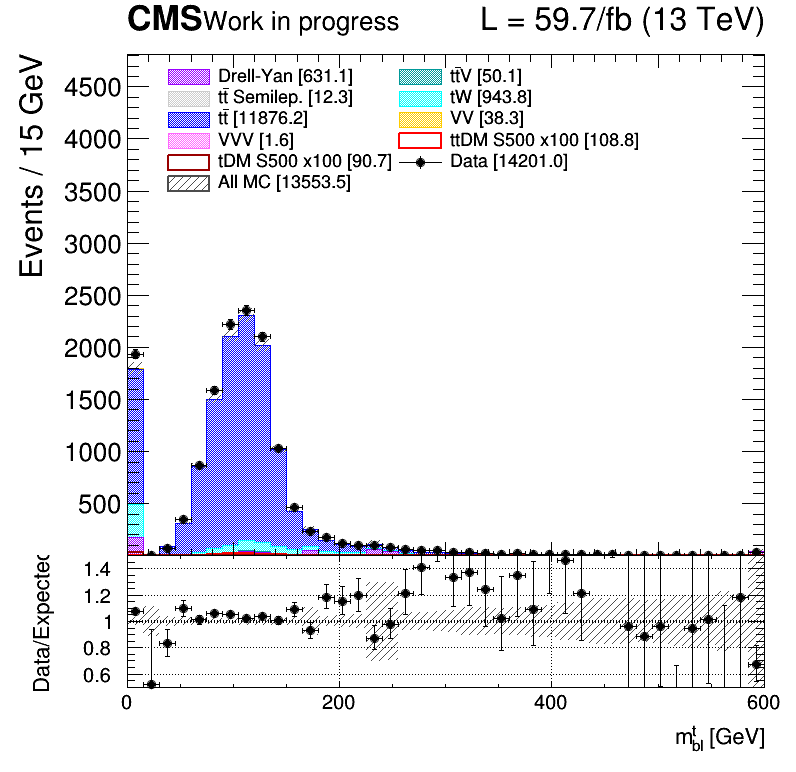 CMS Work in progress L = 59.7/fb (13 TeV)
Events / 15 GeV
4500
4000
3500
3000
2500
2000
1500
1000
500
Drell-Yan [631.1]
tt̄V [50.1]
tt̄ Semilep. [12.3]
tW [943.8]
tt̄ [11876.2]
VV [38.3]
VVV [1.6]
ttDM S500 x100 [108.8]
tDM S500 x100 [90.7]
Data [14201.0]
All MC [13553.5]
Data/Expected
1.4
1.2
1
0.8
0.6
0 200 400 600
m_bl^t [GeV]